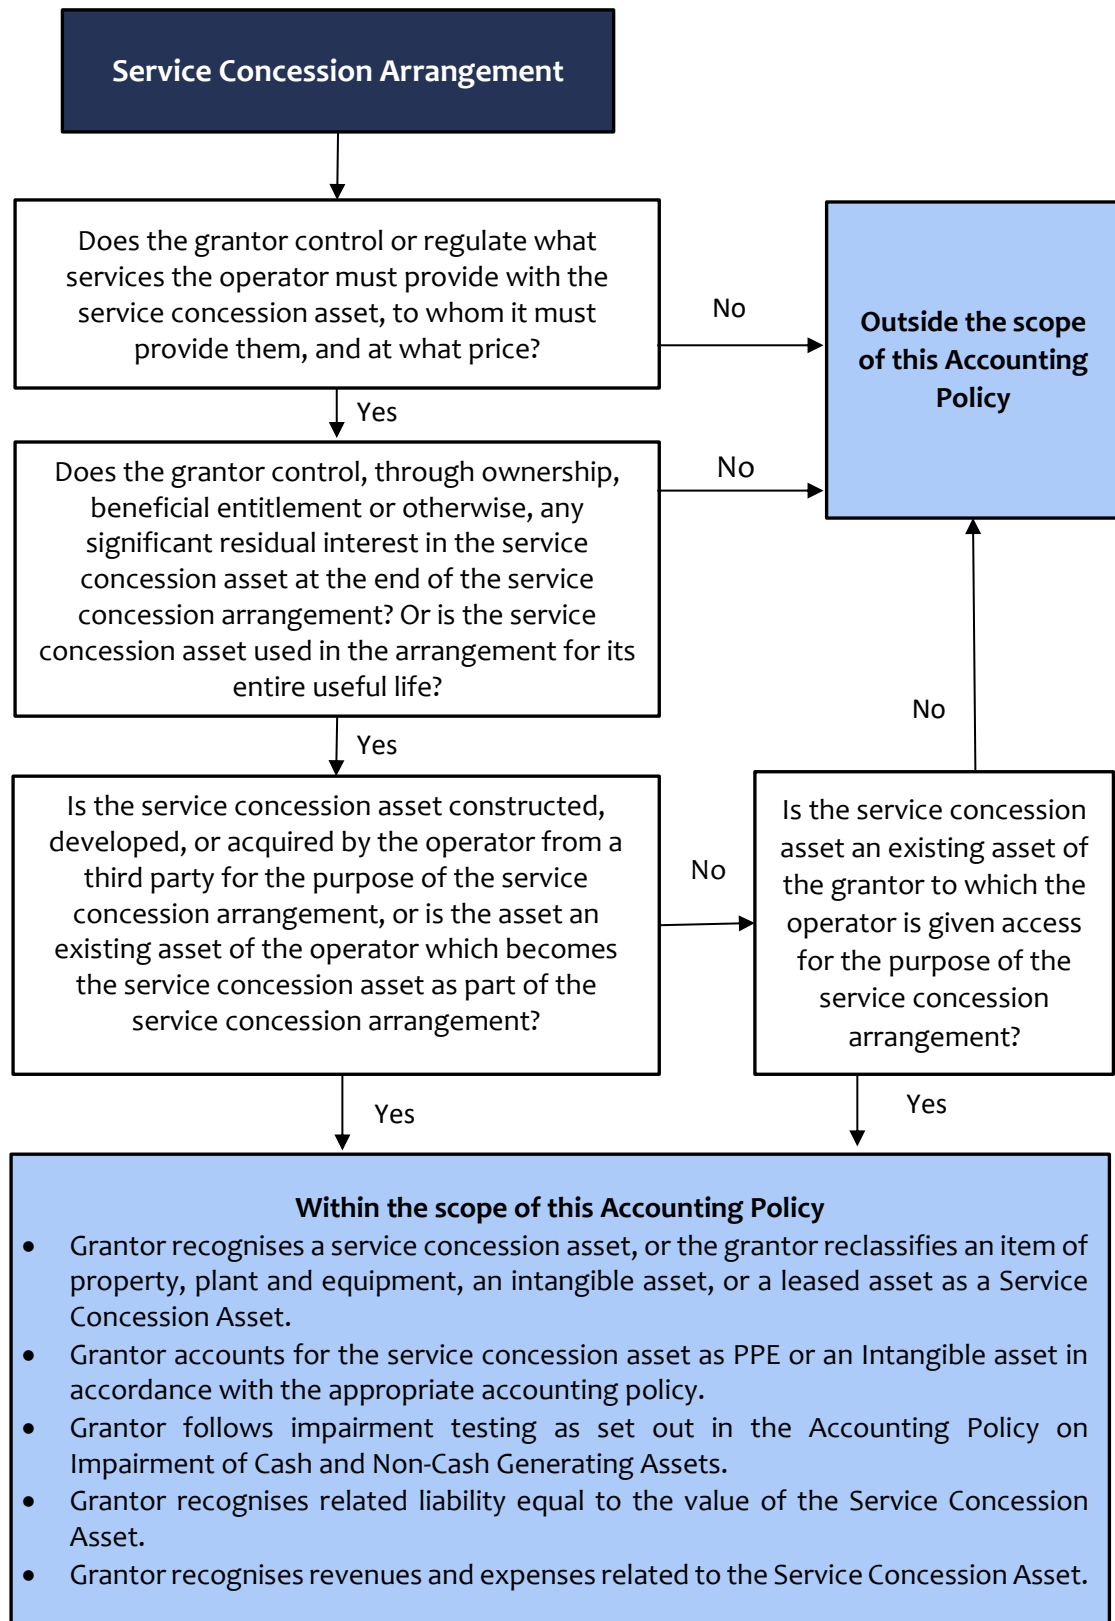 Service Concession Arrangement
Does the grantor control or regulate what
services the operator must provide with the
service concession asset, to whom it must
provide them, and at what price?
No
Outside the scope
of this Accounting
Policy
Yes
Does the grantor control, through ownership,
beneficial entitlement or otherwise, any
significant residual interest in the service
concession asset at the end of the service
concession arrangement? Or is the service
concession asset used in the arrangement for its
entire useful life?
No
No
Yes
Is the service concession asset constructed,
developed, or acquired by the operator from a
third party for the purpose of the service
concession arrangement, or is the asset an
existing asset of the operator which becomes
the service concession asset as part of the
service concession arrangement?
No
Is the service concession
asset an existing asset of
the grantor to which the
operator is given access
for the purpose of the
service concession
arrangement?
Yes
Yes
Within the scope of this Accounting Policy
• Grantor recognises a service concession asset, or the grantor reclassifies an item of
property, plant and equipment, an intangible asset, or a leased asset as a Service
Concession Asset.
• Grantor accounts for the service concession asset as PPE or an Intangible asset in
accordance with the appropriate accounting policy.
• Grantor follows impairment testing as set out in the Accounting Policy on
Impairment of Cash and Non-Cash Generating Assets.
• Grantor recognises related liability equal to the value of the Service Concession
Asset.
• Grantor recognises revenues and expenses related to the Service Concession Asset.